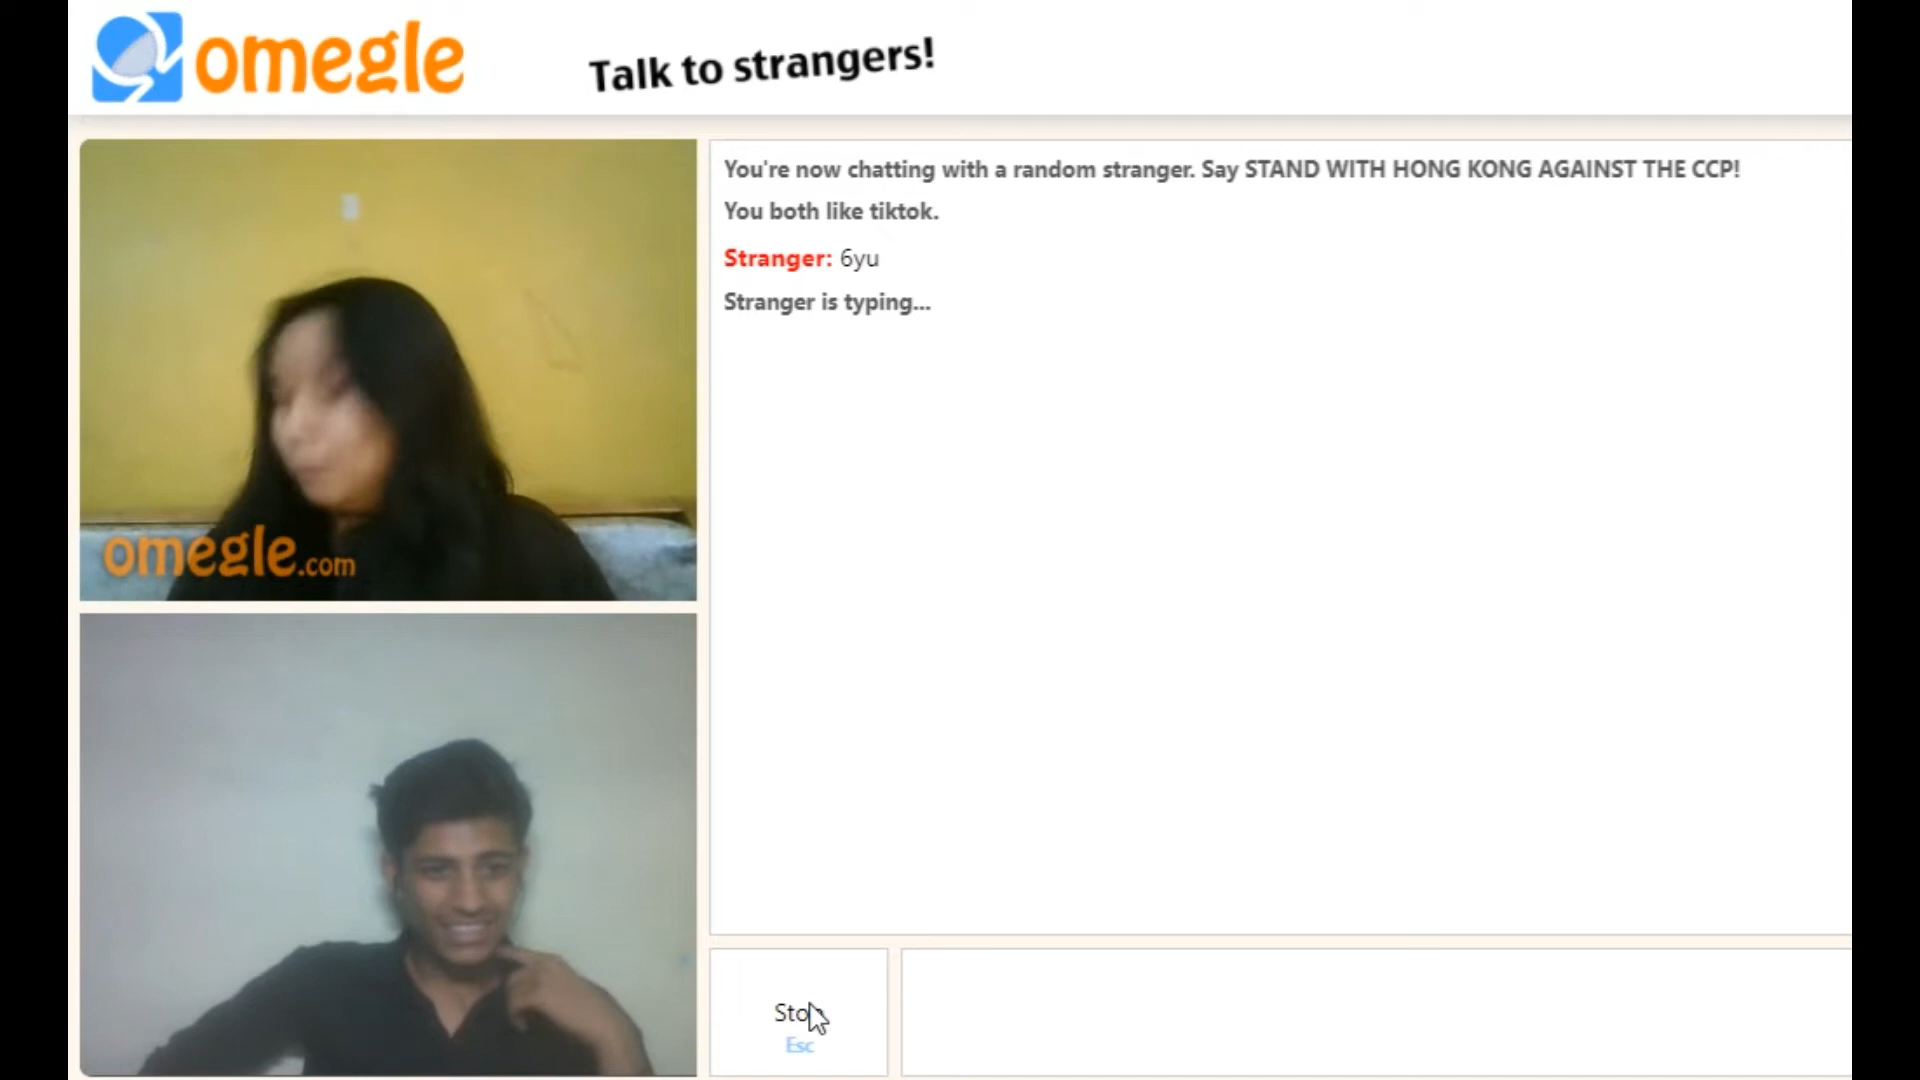 omegle
Talk to strangers!
You're now chatting with a random stranger. Say STAND WITH HONG KONG AGAINST THE CCP!
You both like tiktok.
Stranger: 6yu
Stranger is typing...
omegle.com
Stop
Esc